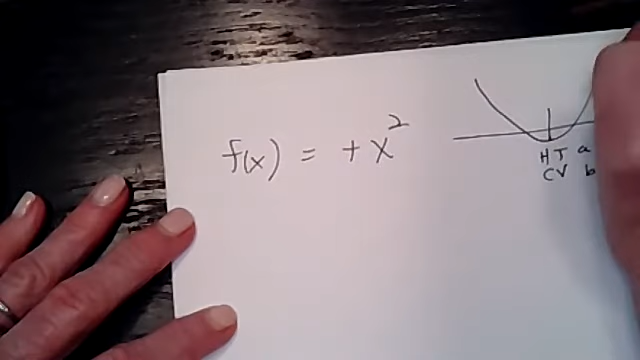 f(x) = + x²
HT a
CV b